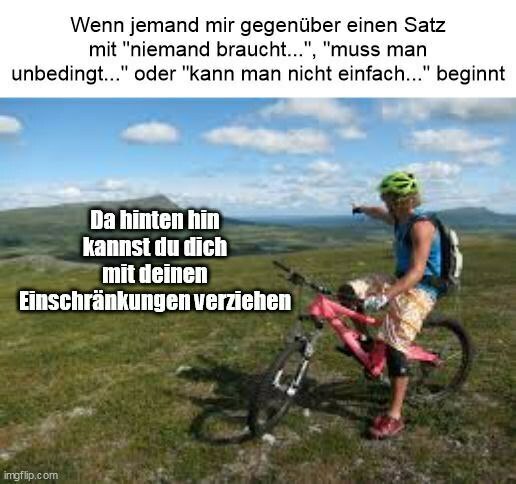 Wenn jemand mir gegenüber einen Satz
mit "niemand braucht...", "muss man
unbedingt..." oder "kann man nicht einfach..." beginnt
Da hinten hin
kannst du dich
mit deinen
Einschränkungen verziehen
imgflip.com